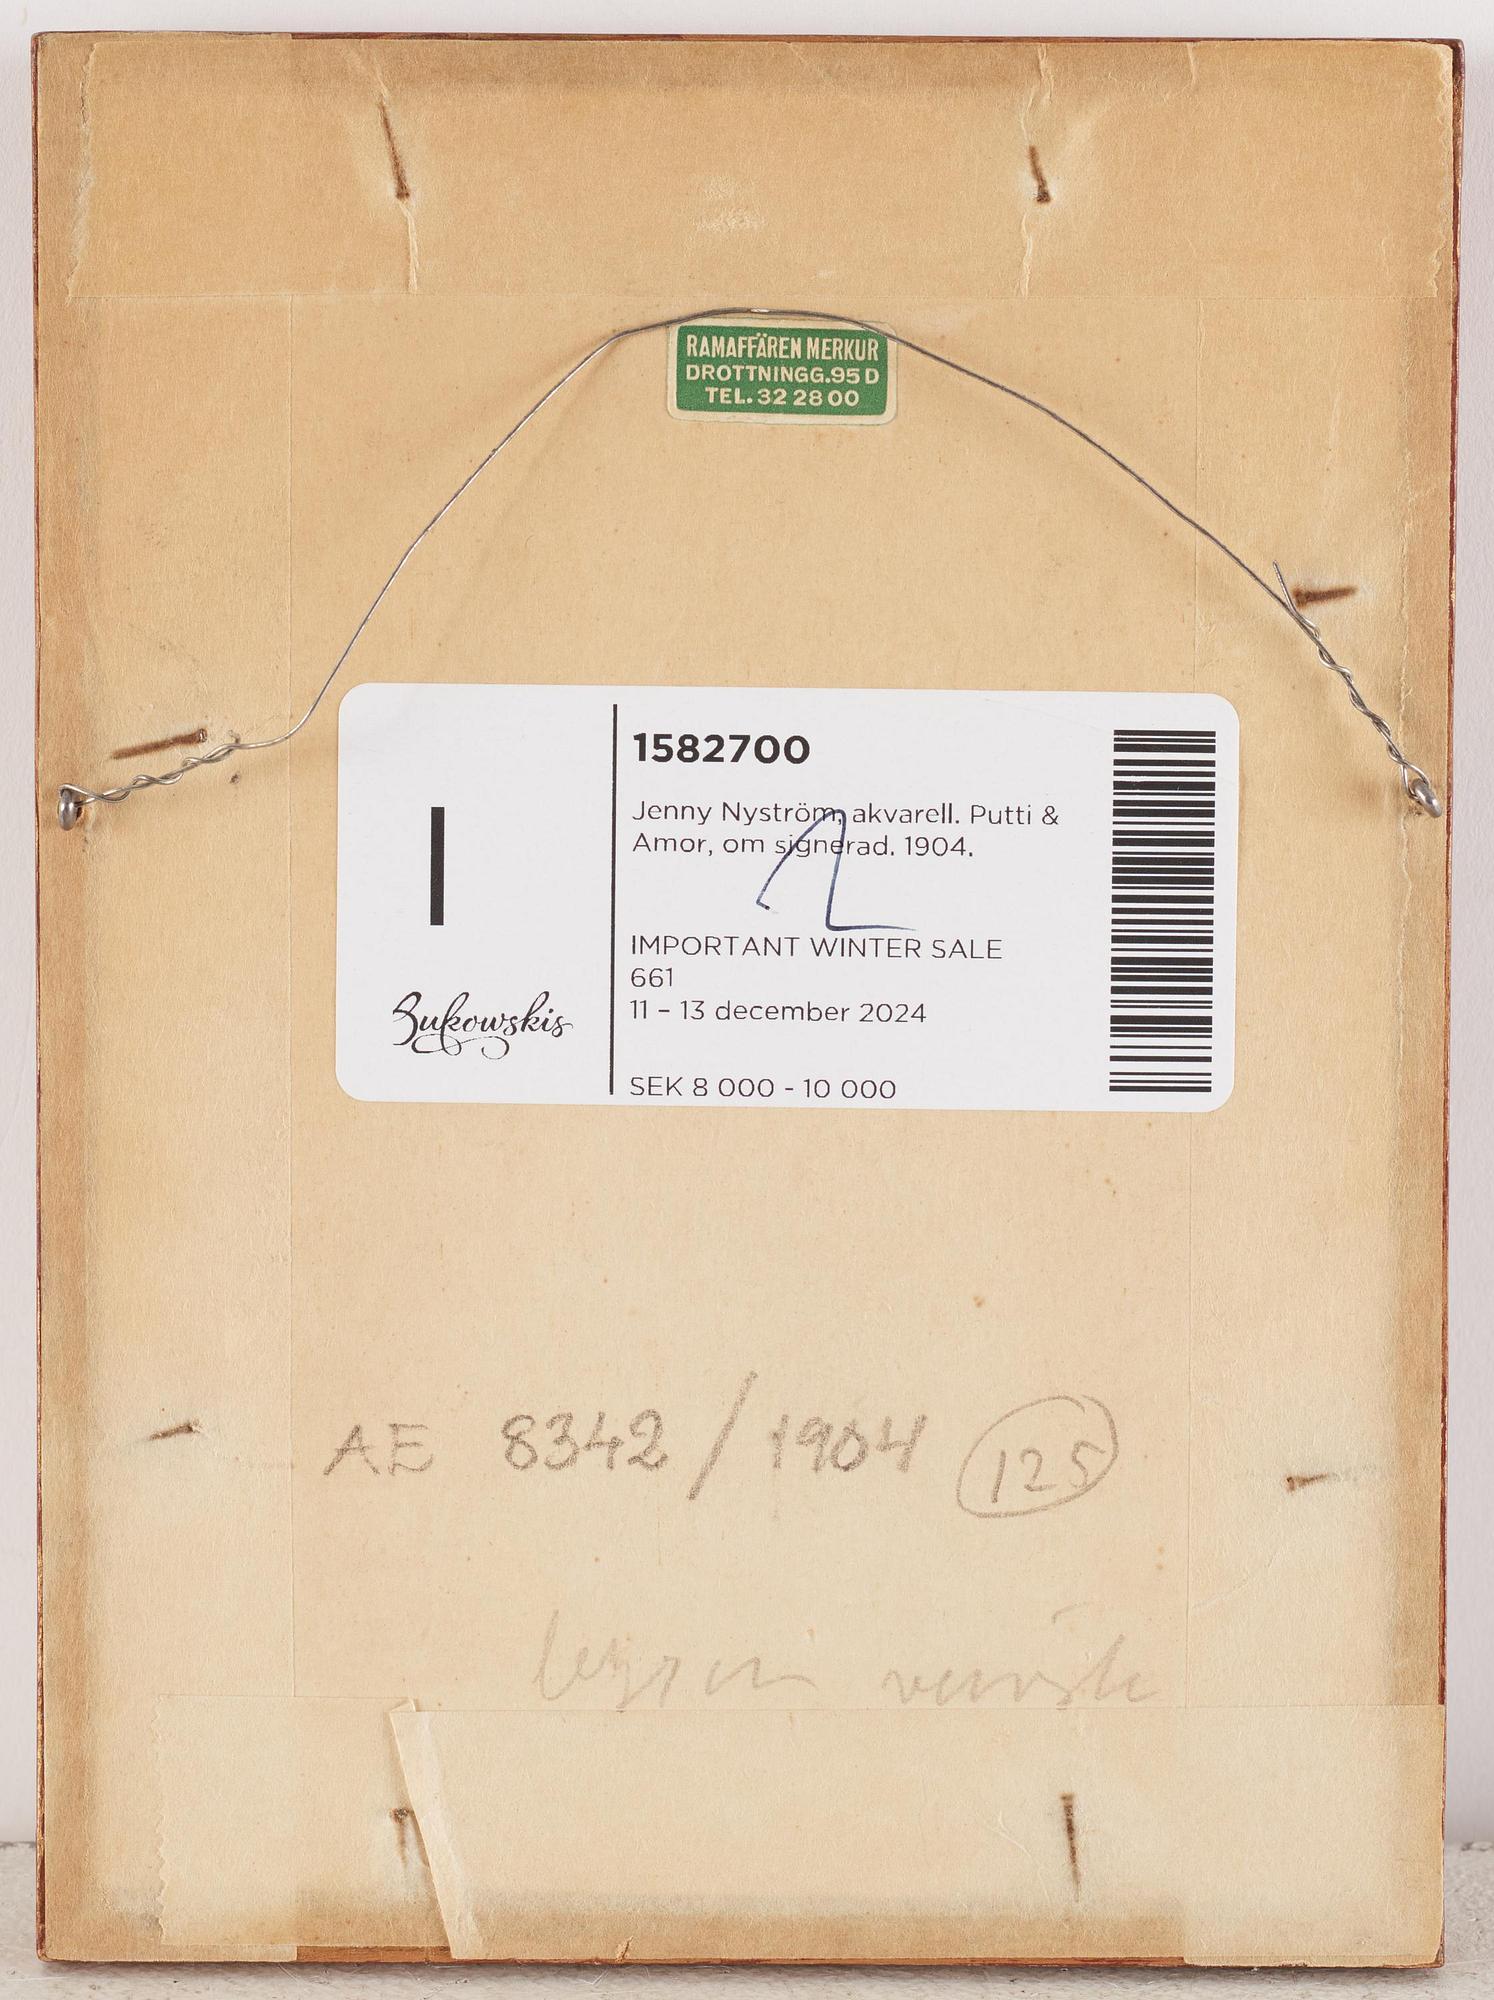 RAMAFFÄREN MERKUR
DROTTNINGG.95 D
TEL. 32 28 00
1582700
Jenny Nyström, akvarell. Putti &
Amor, om signerad. 1904.
IMPORTANT WINTER SALE
661
11 – 13 december 2024
SEK 8 000 - 10 000
I
Bukowskis
AE 8342 / 1904 125